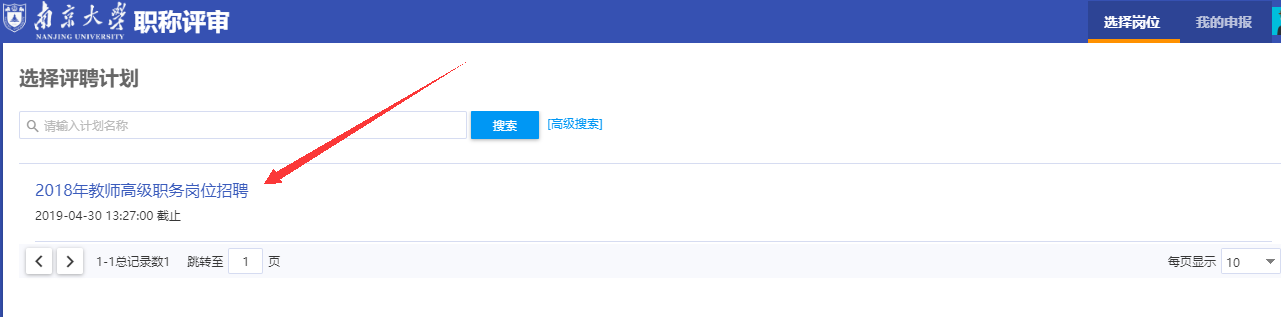 南京大学 职称评审 选择岗位 我的申报
NANJING UNIVERSITY
选择评聘计划
请输入计划名称 搜索 [高级搜索]
2018年教师高级职务岗位招聘
2019-04-30 13:27:00 截止
1-1总记录数1 跳转至 1 页 每页显示 10